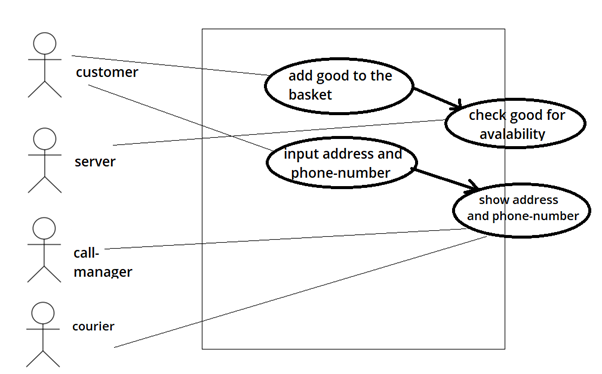 customer
add good to the
basket
check good for
avalability
server
input address and
phone-number
show address
and phone-number
call-
manager
courier